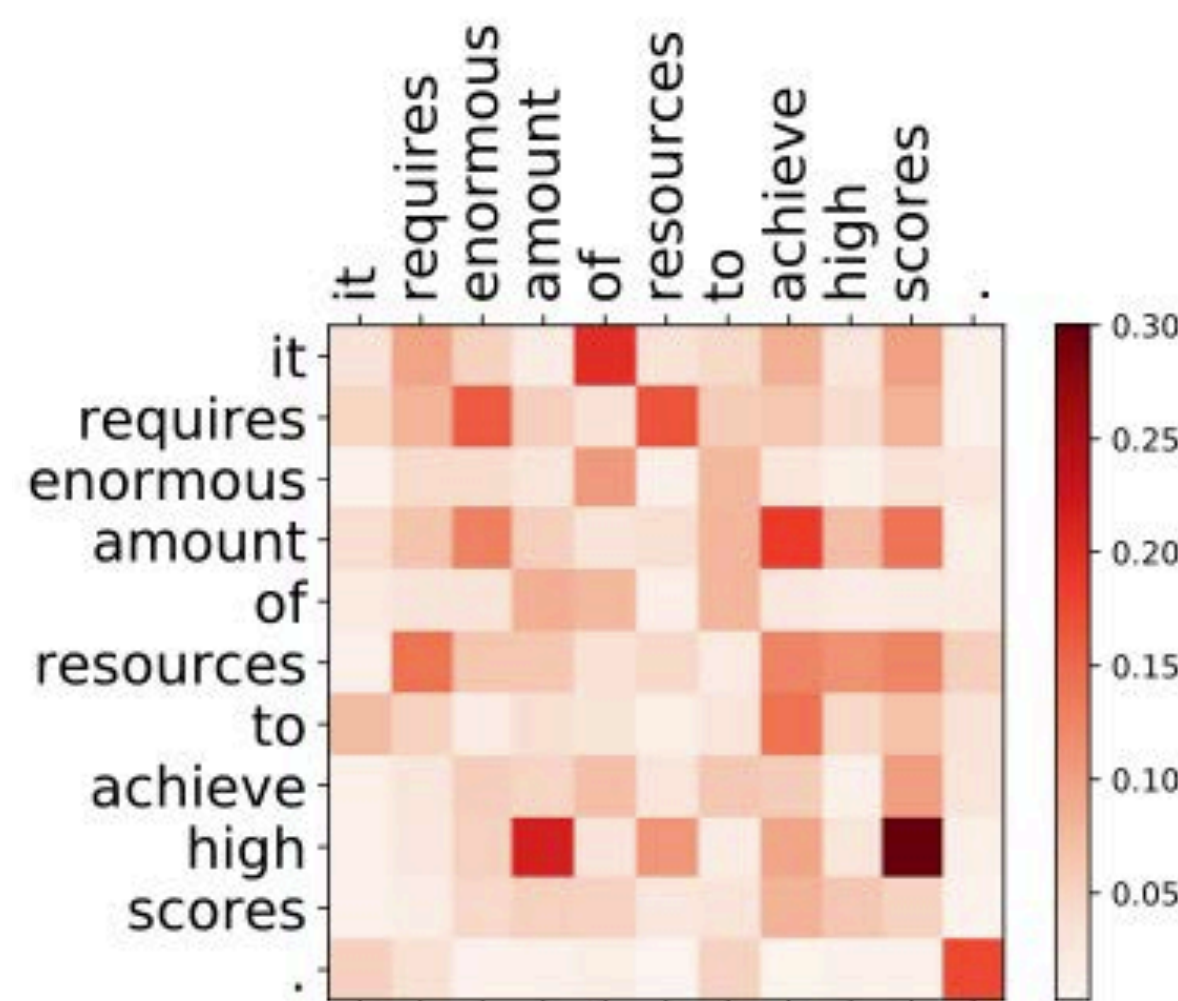 it
requires
enormous
amount
of
resources
to
achieve
high
scores
.
it
requires
enormous
amount
of
resources
to
achieve
high
scores
.
0.30
0.25
0.20
0.15
0.10
0.05